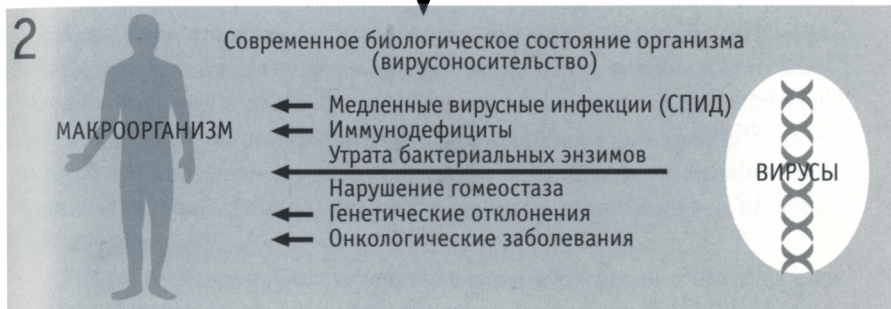 2
Современное биологическое состояние организма
(вирусоносительство)
МАКРООРГАНИЗМ
Медленные вирусные инфекции (СПИД)
Иммунодефициты
Утрата бактериальных энзимов
Нарушение гомеостаза
Генетические отклонения
Онкологические заболевания
ВИРУСЫ